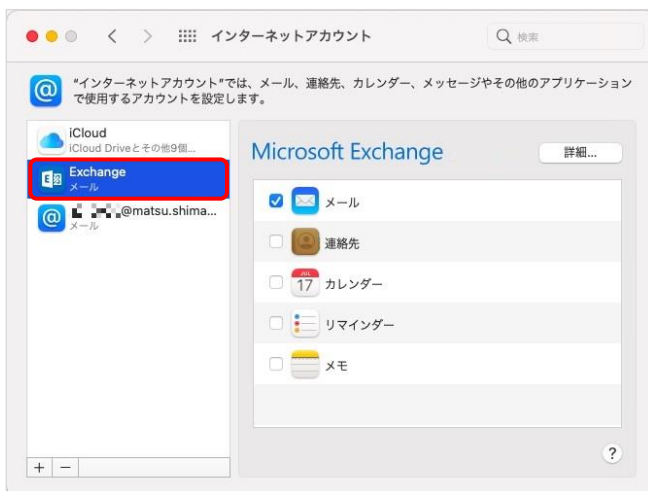 インターネットアカウント
検索
"インターネットアカウント"では、メール、連絡先、カレンダー、メッセージやその他のアプリケーション
で使用するアカウントを設定します。
iCloud
iCloud Driveとその他9個...
Exchange
メール
@matsu.shima...
メール
Microsoft Exchange
詳細...
メール
連絡先
JUL
17
カレンダー
リマインダー
メモ
?
+ −